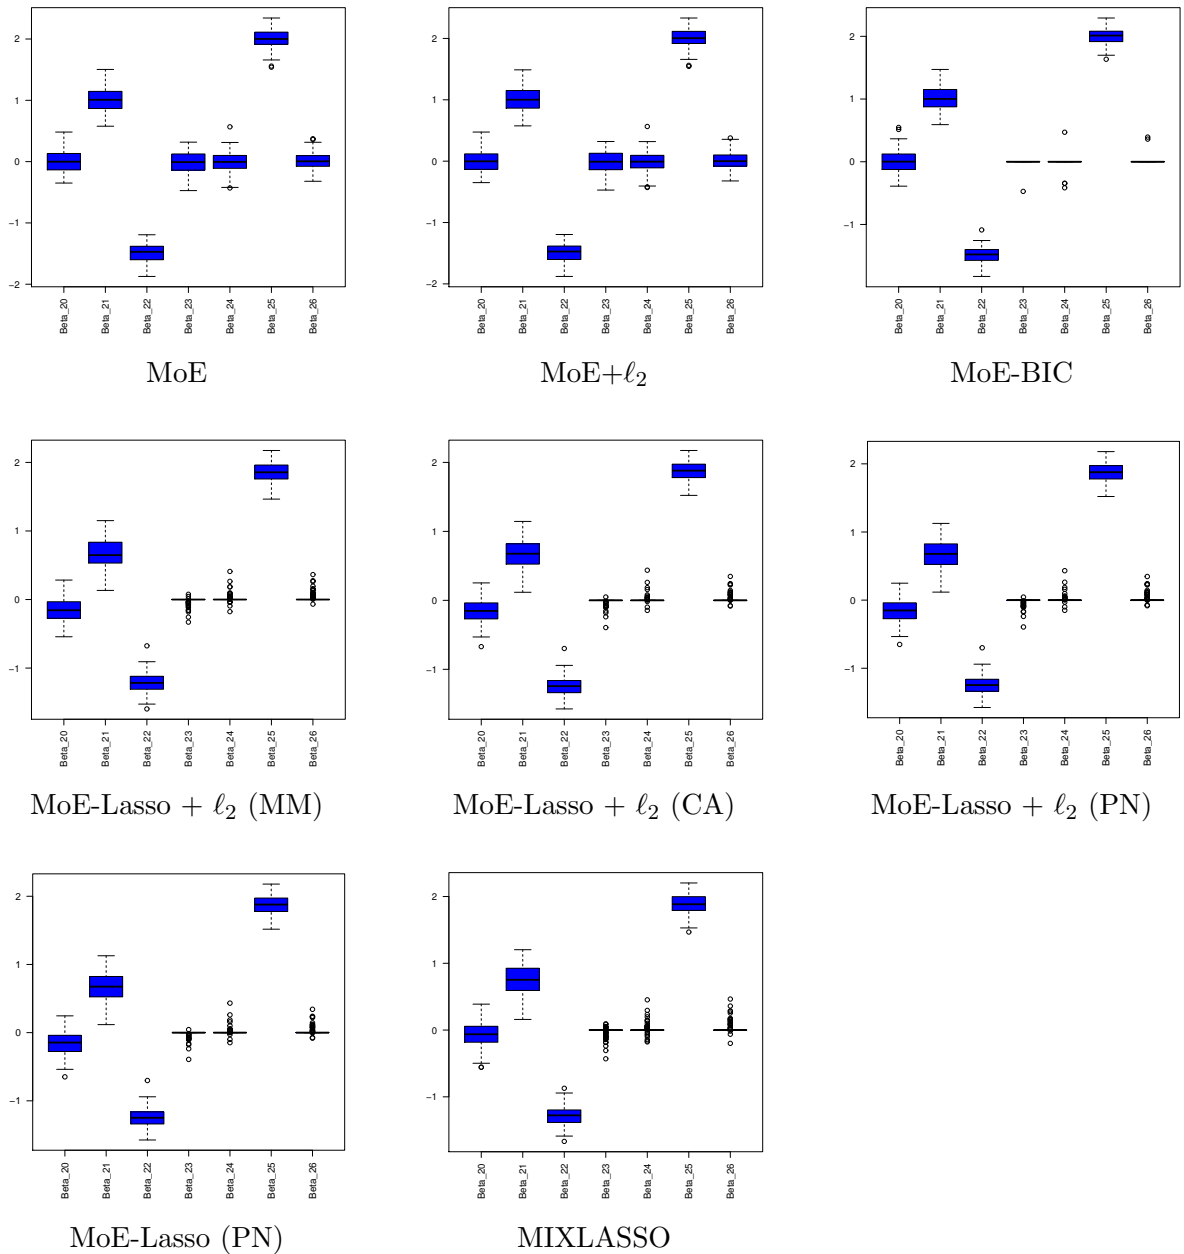 2
1
0
−1
−2
Beta_20
Beta_21
Beta_22
Beta_23
Beta_24
Beta_25
Beta_26
MoE
2
1
0
−1
−2
Beta_20
Beta_21
Beta_22
Beta_23
Beta_24
Beta_25
Beta_26
MoE+ℓ₂
2
1
0
−1
Beta_20
Beta_21
Beta_22
Beta_23
Beta_24
Beta_25
Beta_26
MoE-BIC
2
1
0
−1
Beta_20
Beta_21
Beta_22
Beta_23
Beta_24
Beta_25
Beta_26
MoE-Lasso + ℓ₂ (MM)
2
1
0
−1
Beta_20
Beta_21
Beta_22
Beta_23
Beta_24
Beta_25
Beta_26
MoE-Lasso + ℓ₂ (CA)
2
1
0
−1
Beta_20
Beta_21
Beta_22
Beta_23
Beta_24
Beta_25
Beta_26
MoE-Lasso + ℓ₂ (PN)
2
1
0
−1
Beta_20
Beta_21
Beta_22
Beta_23
Beta_24
Beta_25
Beta_26
MoE-Lasso (PN)
2
1
0
−1
Beta_20
Beta_21
Beta_22
Beta_23
Beta_24
Beta_25
Beta_26
MIXLASSO